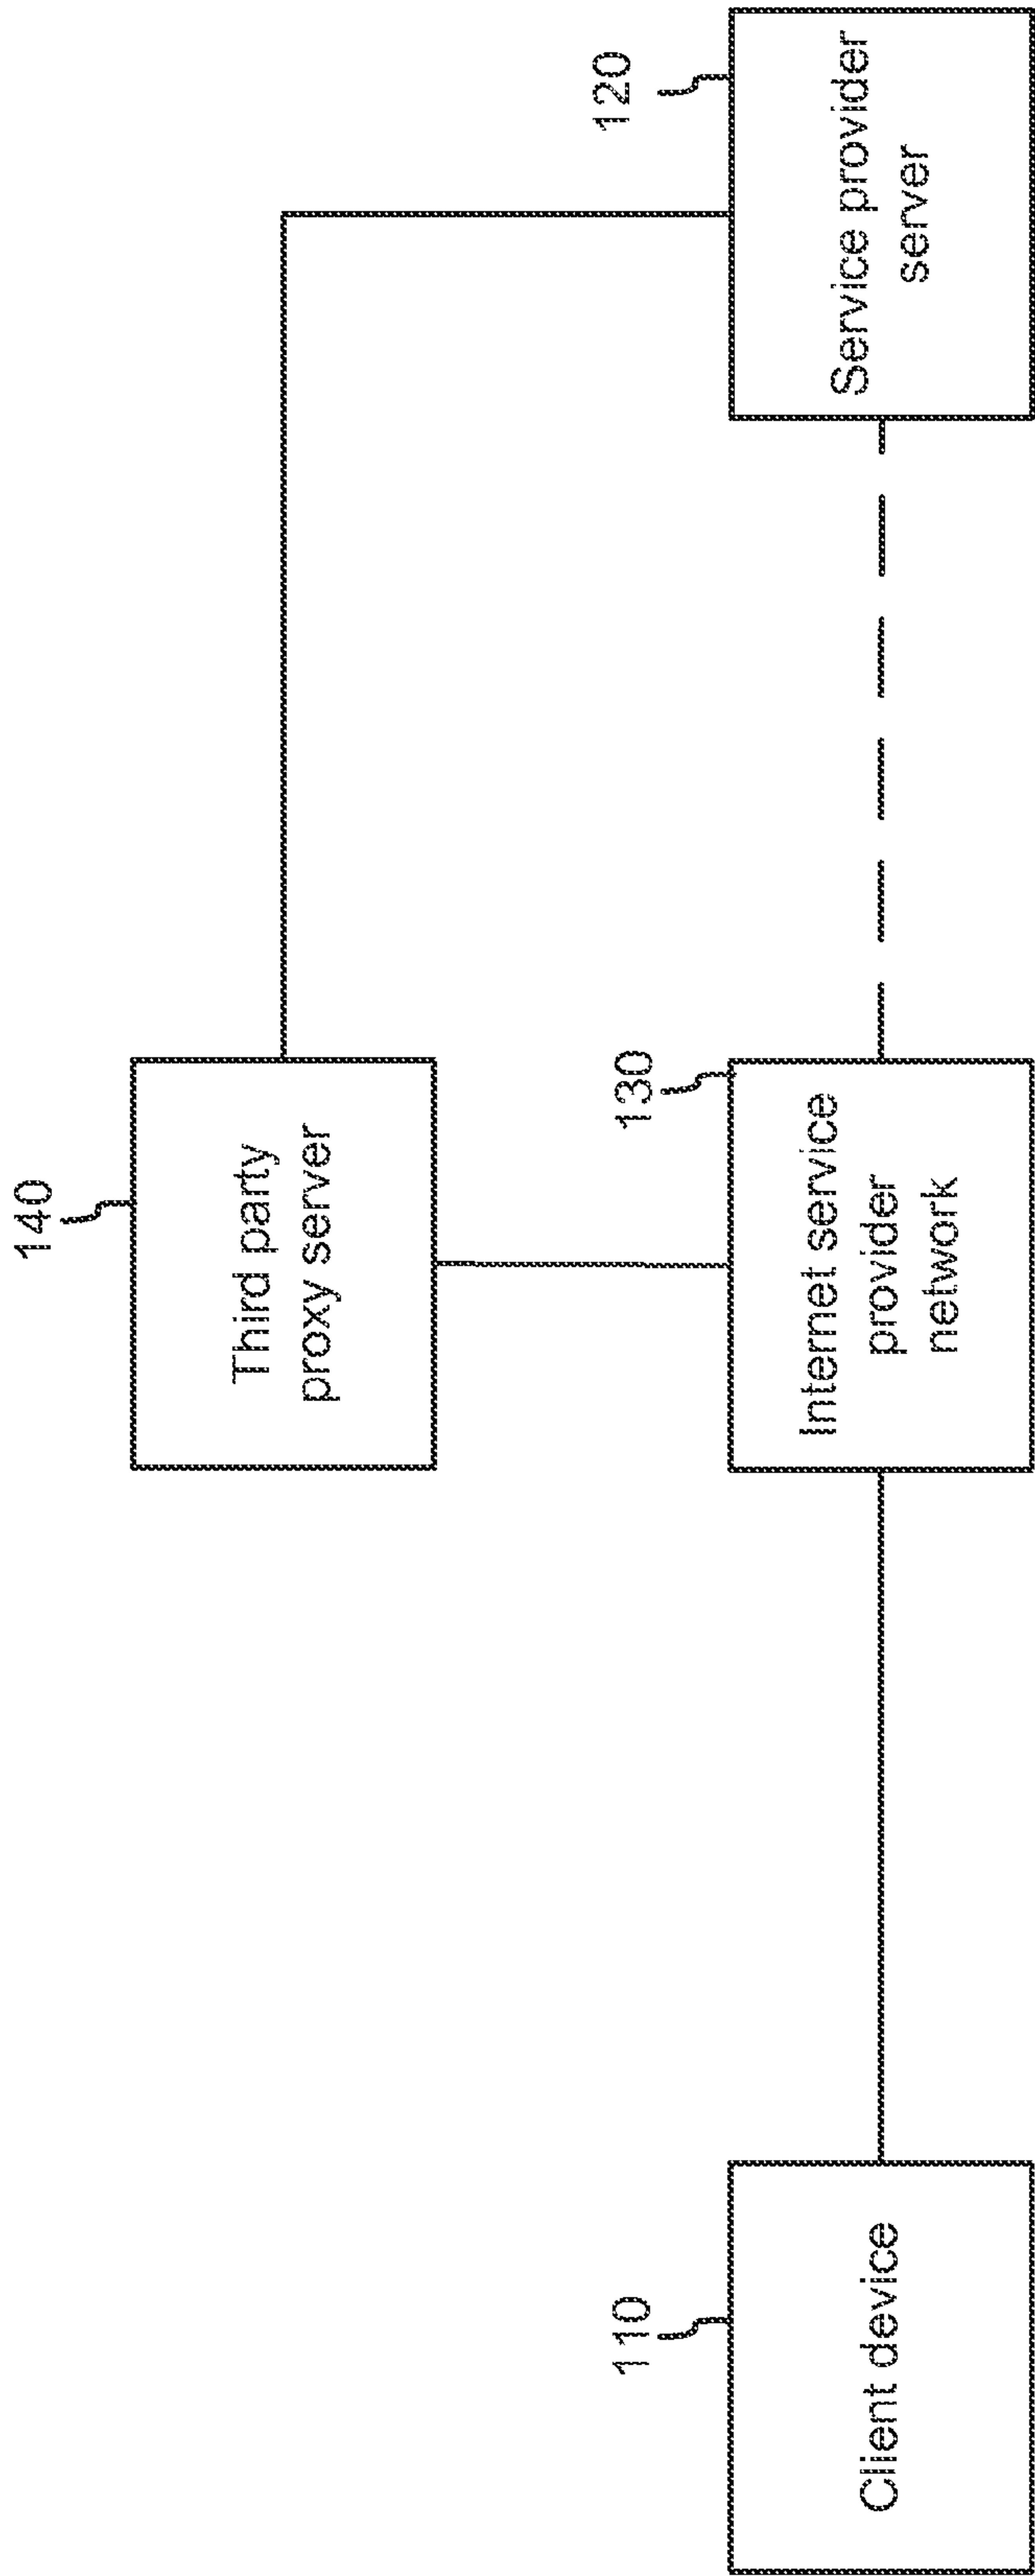 140
Third party
proxy server
110
Client device
130
Internet service
provider
network
120
Service provider
server